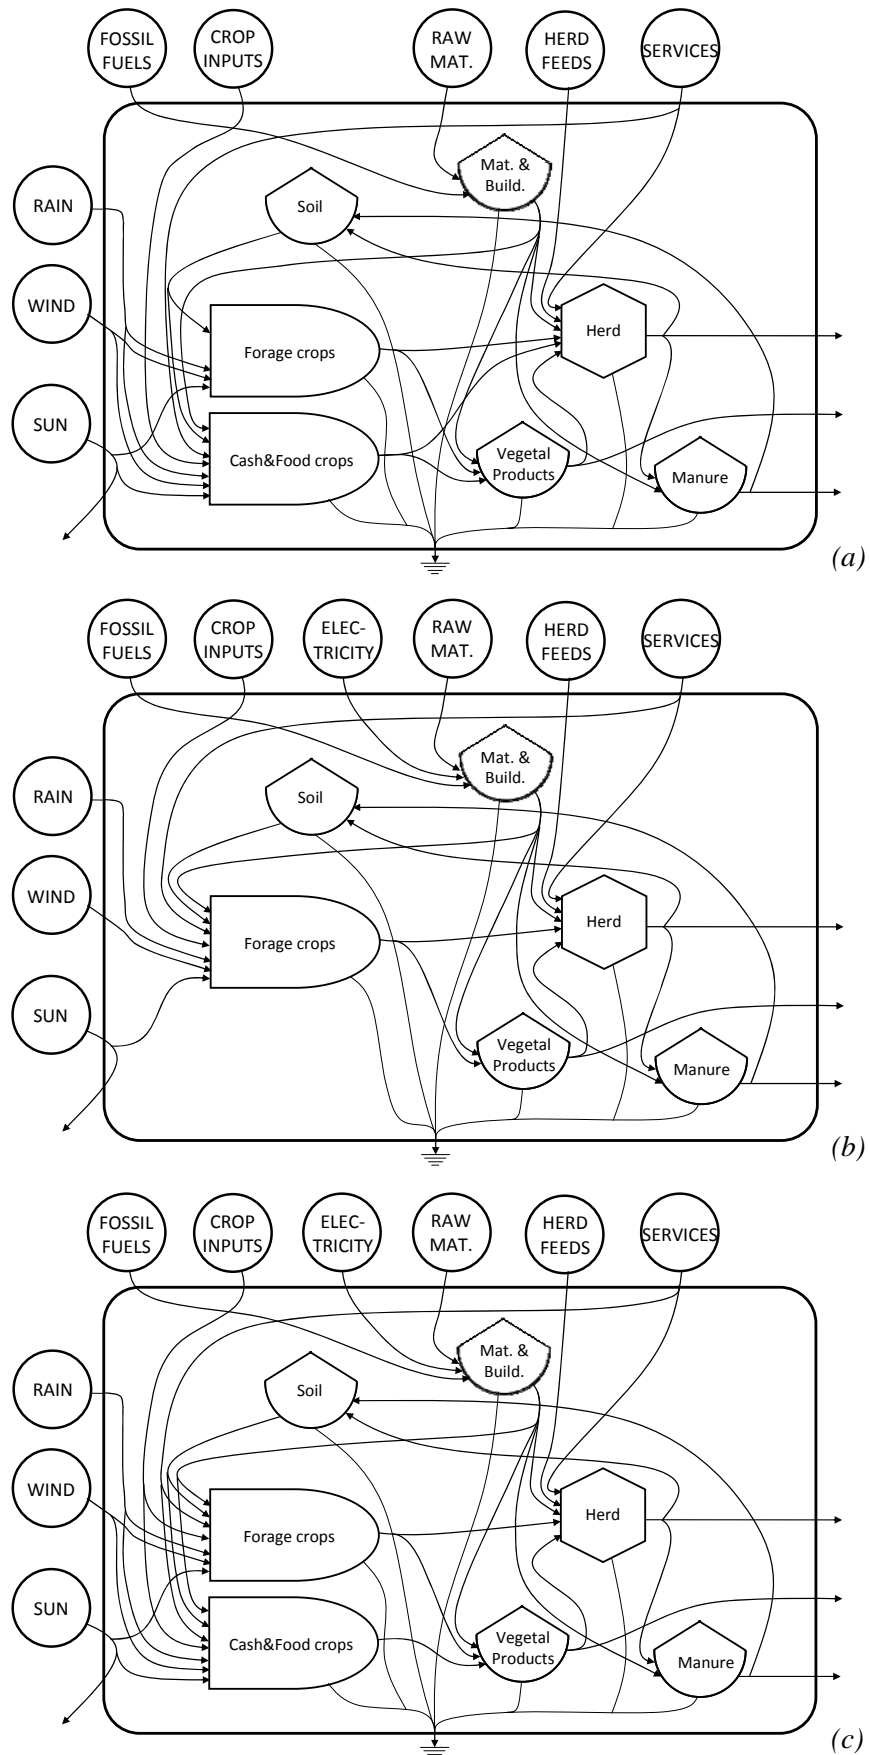 FOSSIL
FUELS
CROP
INPUTS
RAW
MAT.
HERD
FEEDS
SERVICES
RAIN
WIND
SUN
Mat. &
Build.
Soil
Herd
Forage crops
Cash&Food crops
Vegetal
Products
Manure
(a)
FOSSIL
FUELS
CROP
INPUTS
ELEC-
TRICITY
RAW
MAT.
HERD
FEEDS
SERVICES
RAIN
WIND
SUN
Mat. &
Build.
Soil
Herd
Forage crops
Vegetal
Products
Manure
(b)
FOSSIL
FUELS
CROP
INPUTS
ELEC-
TRICITY
RAW
MAT.
HERD
FEEDS
SERVICES
RAIN
WIND
SUN
Mat. &
Build.
Soil
Herd
Forage crops
Cash&Food crops
Vegetal
Products
Manure
(c)